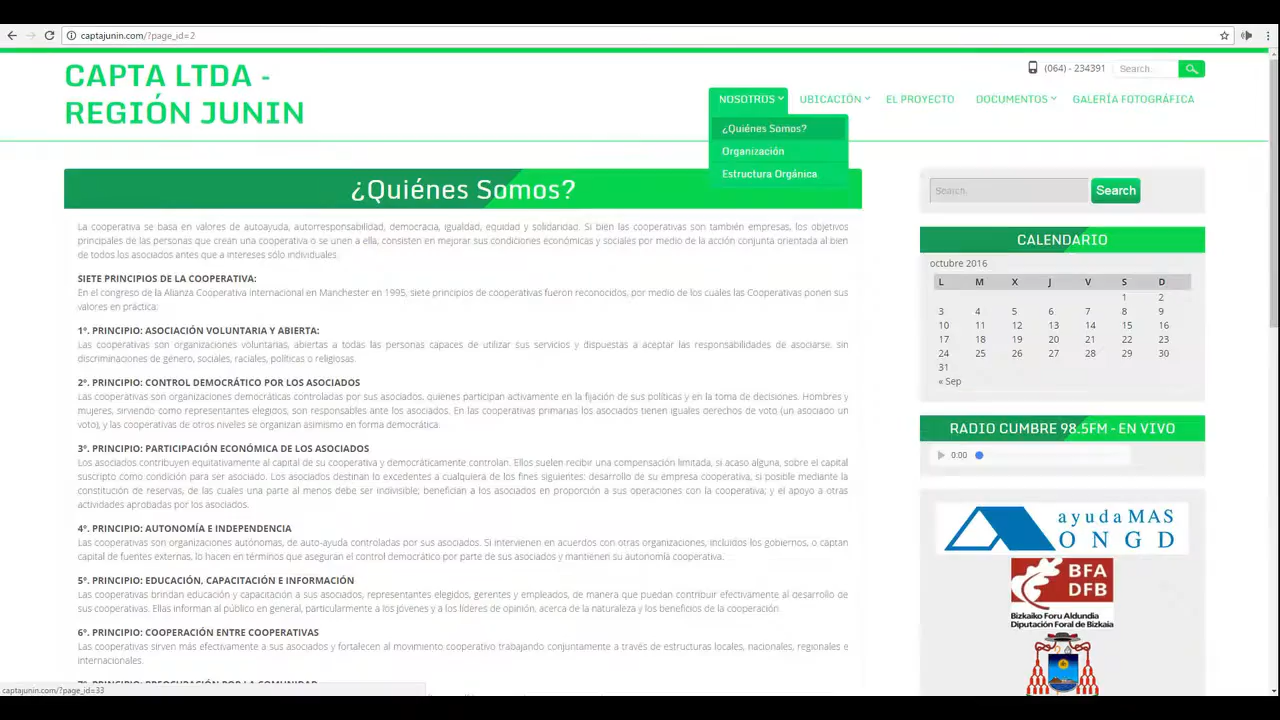 captajunin.com/?page_id=2
CAPTA LTDA -
REGIÓN JUNIN
(064) - 234391
Search...
NOSOTROS
UBICACIÓN
EL PROYECTO
DOCUMENTOS
GALERÍA FOTOGRÁFICA
¿Quiénes Somos?
Organización
Estructura Orgánica
¿Quiénes Somos?
La cooperativa se basa en valores de autoayuda, autorresponsabilidad, democracia, igualdad, equidad y solidaridad. Si bien las cooperativas son también empresas, los objetivos
principales de las personas que crean una cooperativa o se unen a ella, consisten en mejorar sus condiciones económicas y sociales por medio de la acción conjunta orientada al bien
de todos los asociados antes que a intereses sólo individuales.
SIETE PRINCIPIOS DE LA COOPERATIVA:
En el congreso de la Alianza Cooperativa Internacional en Manchester en 1995, siete principios de cooperativas fueron reconocidos, por medio de los cuales las Cooperativas ponen sus
valores en práctica:
1º. PRINCIPIO: ASOCIACIÓN VOLUNTARIA Y ABIERTA:
Las cooperativas son organizaciones voluntarias, abiertas a todas las personas capaces de utilizar sus servicios y dispuestas a aceptar las responsabilidades de asociarse, sin
discriminaciones de género, sociales, raciales, políticas o religiosas.
2º. PRINCIPIO: CONTROL DEMOCRÁTICO POR LOS ASOCIADOS
Las cooperativas son organizaciones democráticas controladas por sus asociados, quienes participan activamente en la fijación de sus políticas y en la toma de decisiones. Hombres y
mujeres, sirviendo como representantes elegidos, son responsables ante los asociados. En las cooperativas primarias los asociados tienen iguales derechos de voto (un asociado un
voto), y las cooperativas de otros niveles se organizan asimismo en forma democrática.
3º. PRINCIPIO: PARTICIPACIÓN ECONÓMICA DE LOS ASOCIADOS
Los asociados contribuyen equitativamente al capital de su cooperativa y democráticamente controlan. Ellos suelen recibir una compensación limitada, si acaso alguna, sobre el capital
suscripto como condición para ser asociado. Los asociados destinan lo excedentes a cualquiera de los fines siguientes: desarrollo de su empresa cooperativa, si posible mediante la
constitución de reservas, de las cuales una parte al menos debe ser indivisible; benefician a los asociados en proporción a sus operaciones con la cooperativa; y el apoyo a otras
actividades aprobadas por los asociados.
4º. PRINCIPIO: AUTONOMÍA E INDEPENDENCIA
Las cooperativas son organizaciones autónomas, de auto-ayuda controladas por sus asociados. Si intervienen en acuerdos con otras organizaciones, incluidos los gobiernos, o captan
capital de fuentes externas, lo hacen en términos que aseguran el control democrático por parte de sus asociados y mantienen su autonomía cooperativa.
5º. PRINCIPIO: EDUCACIÓN, CAPACITACIÓN E INFORMACIÓN
Las cooperativas brindan educación y capacitación a sus asociados, representantes elegidos, gerentes y empleados, de manera que puedan contribuir efectivamente al desarrollo de
sus cooperativas. Ellas informan al público en general, particularmente a los jóvenes y a los líderes de opinión, acerca de la naturaleza y los beneficios de la cooperación
6º. PRINCIPIO: COOPERACIÓN ENTRE COOPERATIVAS
Las cooperativas sirven más efectivamente a sus asociados y fortalecen al movimiento cooperativo trabajando conjuntamente a través de estructuras locales, nacionales, regionales e
internacionales.
7º. PRINCIPIO: PREOCUPACIÓN POR LA COMUNIDAD
captajunin.com/?page_id=33
Search
Search
CALENDARIO
octubre 2016
L M X J V S D
1 2
3 4 5 6 7 8 9
10 11 12 13 14 15 16
17 18 19 20 21 22 23
24 25 26 27 28 29 30
31
« Sep
RADIO CUMBRE 98.5FM - EN VIVO
0:00
ayudaMAS
ONGD
BFA
DFB
Bizkaiko Foru Aldundia
Diputación Foral de Bizkaia